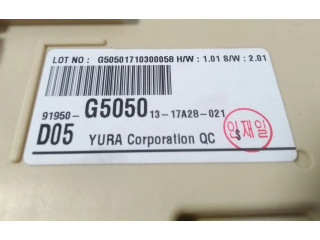 LOT NO : G50501710300058 H/W : 1.01 S/W : 2.01
91950- G5050 13-17A28-021
D05 YURA Corporation QC
인재일
S